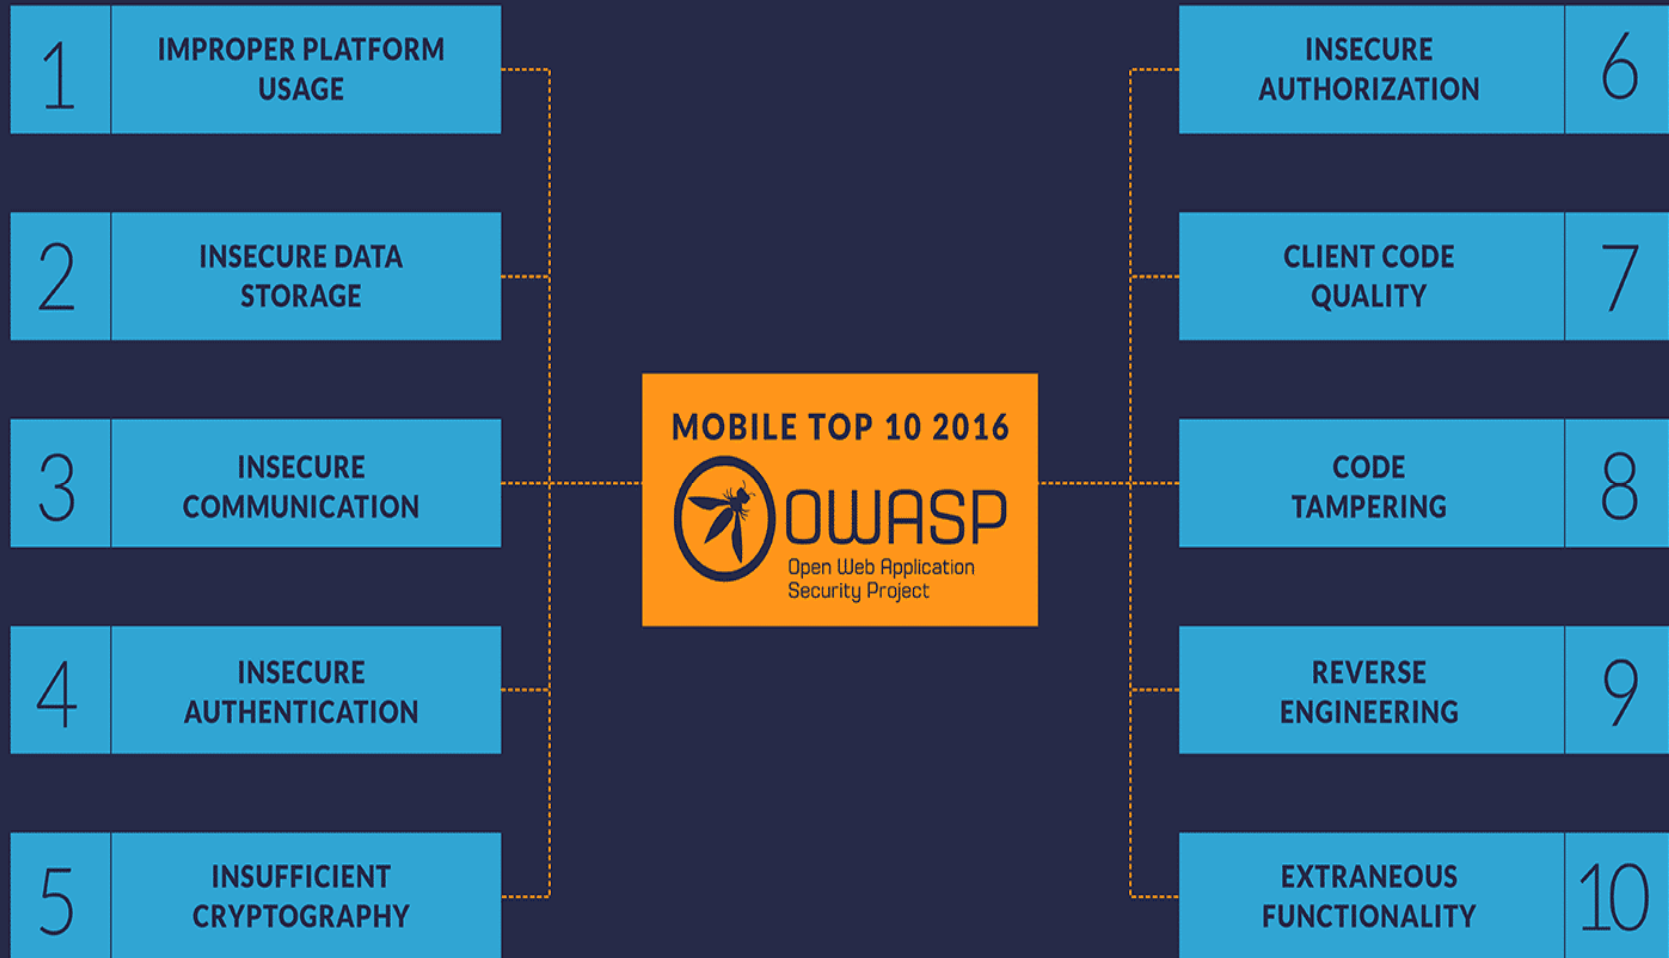 1
IMPROPER PLATFORM
USAGE
2
INSECURE DATA
STORAGE
3
INSECURE
COMMUNICATION
4
INSECURE
AUTHENTICATION
5
INSUFFICIENT
CRYPTOGRAPHY
MOBILE TOP 10 2016
OWASP
Open Web Application
Security Project
INSECURE
AUTHORIZATION
6
CLIENT CODE
QUALITY
7
CODE
TAMPERING
8
REVERSE
ENGINEERING
9
EXTRANEOUS
FUNCTIONALITY
10